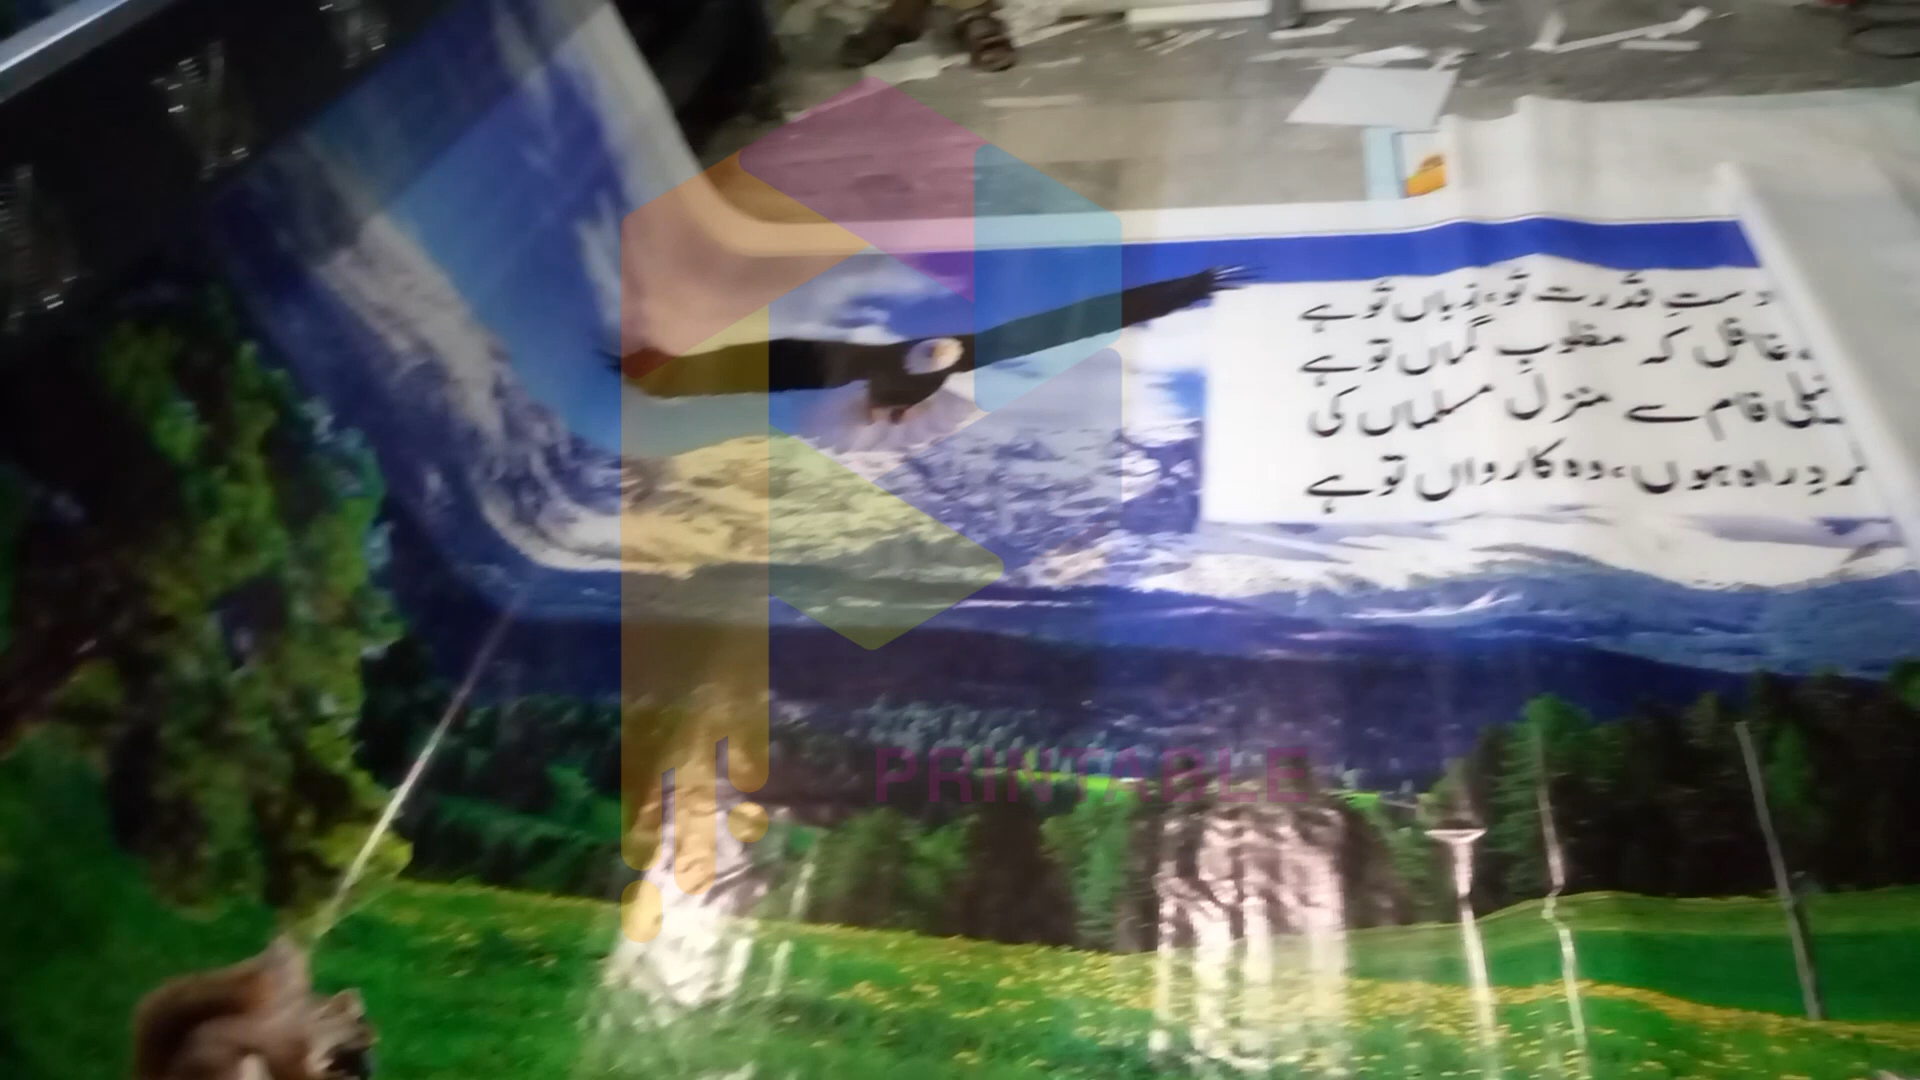 دستِ قدرت تو، زباں تو ہے
غافل کہ مغلوبِ گماں تو ہے
نیلی فام سے منزل مسلماں کی
راہ ہوں، وہ کارواں تو ہے
PRINTABLE